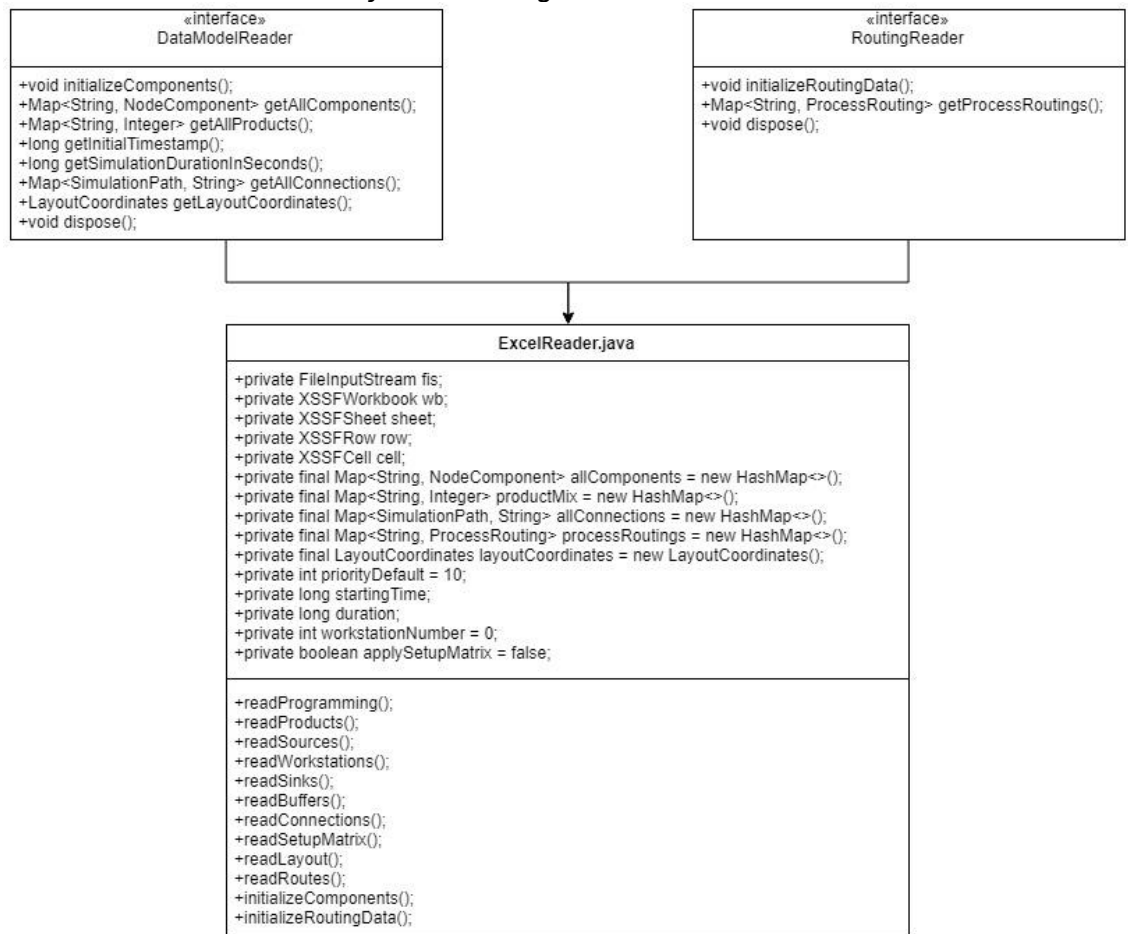 «interface»
DataModelReader
+void initializeComponents();
+Map<String, NodeComponent> getAllComponents();
+Map<String, Integer> getAllProducts();
+long getInitialTimestamp();
+long getSimulationDurationInSeconds();
+Map<SimulationPath, String> getAllConnections();
+LayoutCoordinates getLayoutCoordinates();
+void dispose();
«interface»
RoutingReader
+void initializeRoutingData();
+Map<String, ProcessRouting> getProcessRoutings();
+void dispose();
ExcelReader.java
+private FileInputStream fis;
+private XSSFWorkbook wb;
+private XSSFSheet sheet;
+private XSSFRow row;
+private XSSFCell cell;
+private final Map<String, NodeComponent> allComponents = new HashMap<>();
+private final Map<String, Integer> productMix = new HashMap<>();
+private final Map<SimulationPath, String> allConnections = new HashMap<>();
+private final Map<String, ProcessRouting> processRoutings = new HashMap<>();
+private final LayoutCoordinates layoutCoordinates = new LayoutCoordinates();
+private int priorityDefault = 10;
+private long startingTime;
+private long duration;
+private int workstationNumber = 0;
+private boolean applySetupMatrix = false;
+readProgramming();
+readProducts();
+readSources();
+readWorkstations();
+readSinks();
+readBuffers();
+readConnections();
+readSetupMatrix();
+readLayout();
+readRoutes();
+initializeComponents();
+initializeRoutingData();